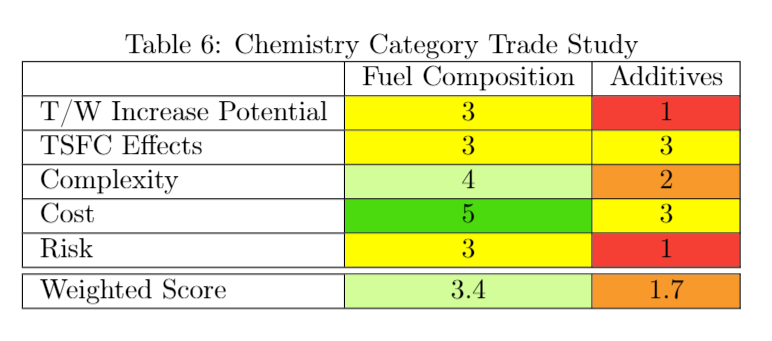 Table 6: Chemistry Category Trade Study
Fuel Composition Additives
T/W Increase Potential 3 1
TSFC Effects 3 3
Complexity 4 2
Cost 5 3
Risk 3 1
Weighted Score 3.4 1.7